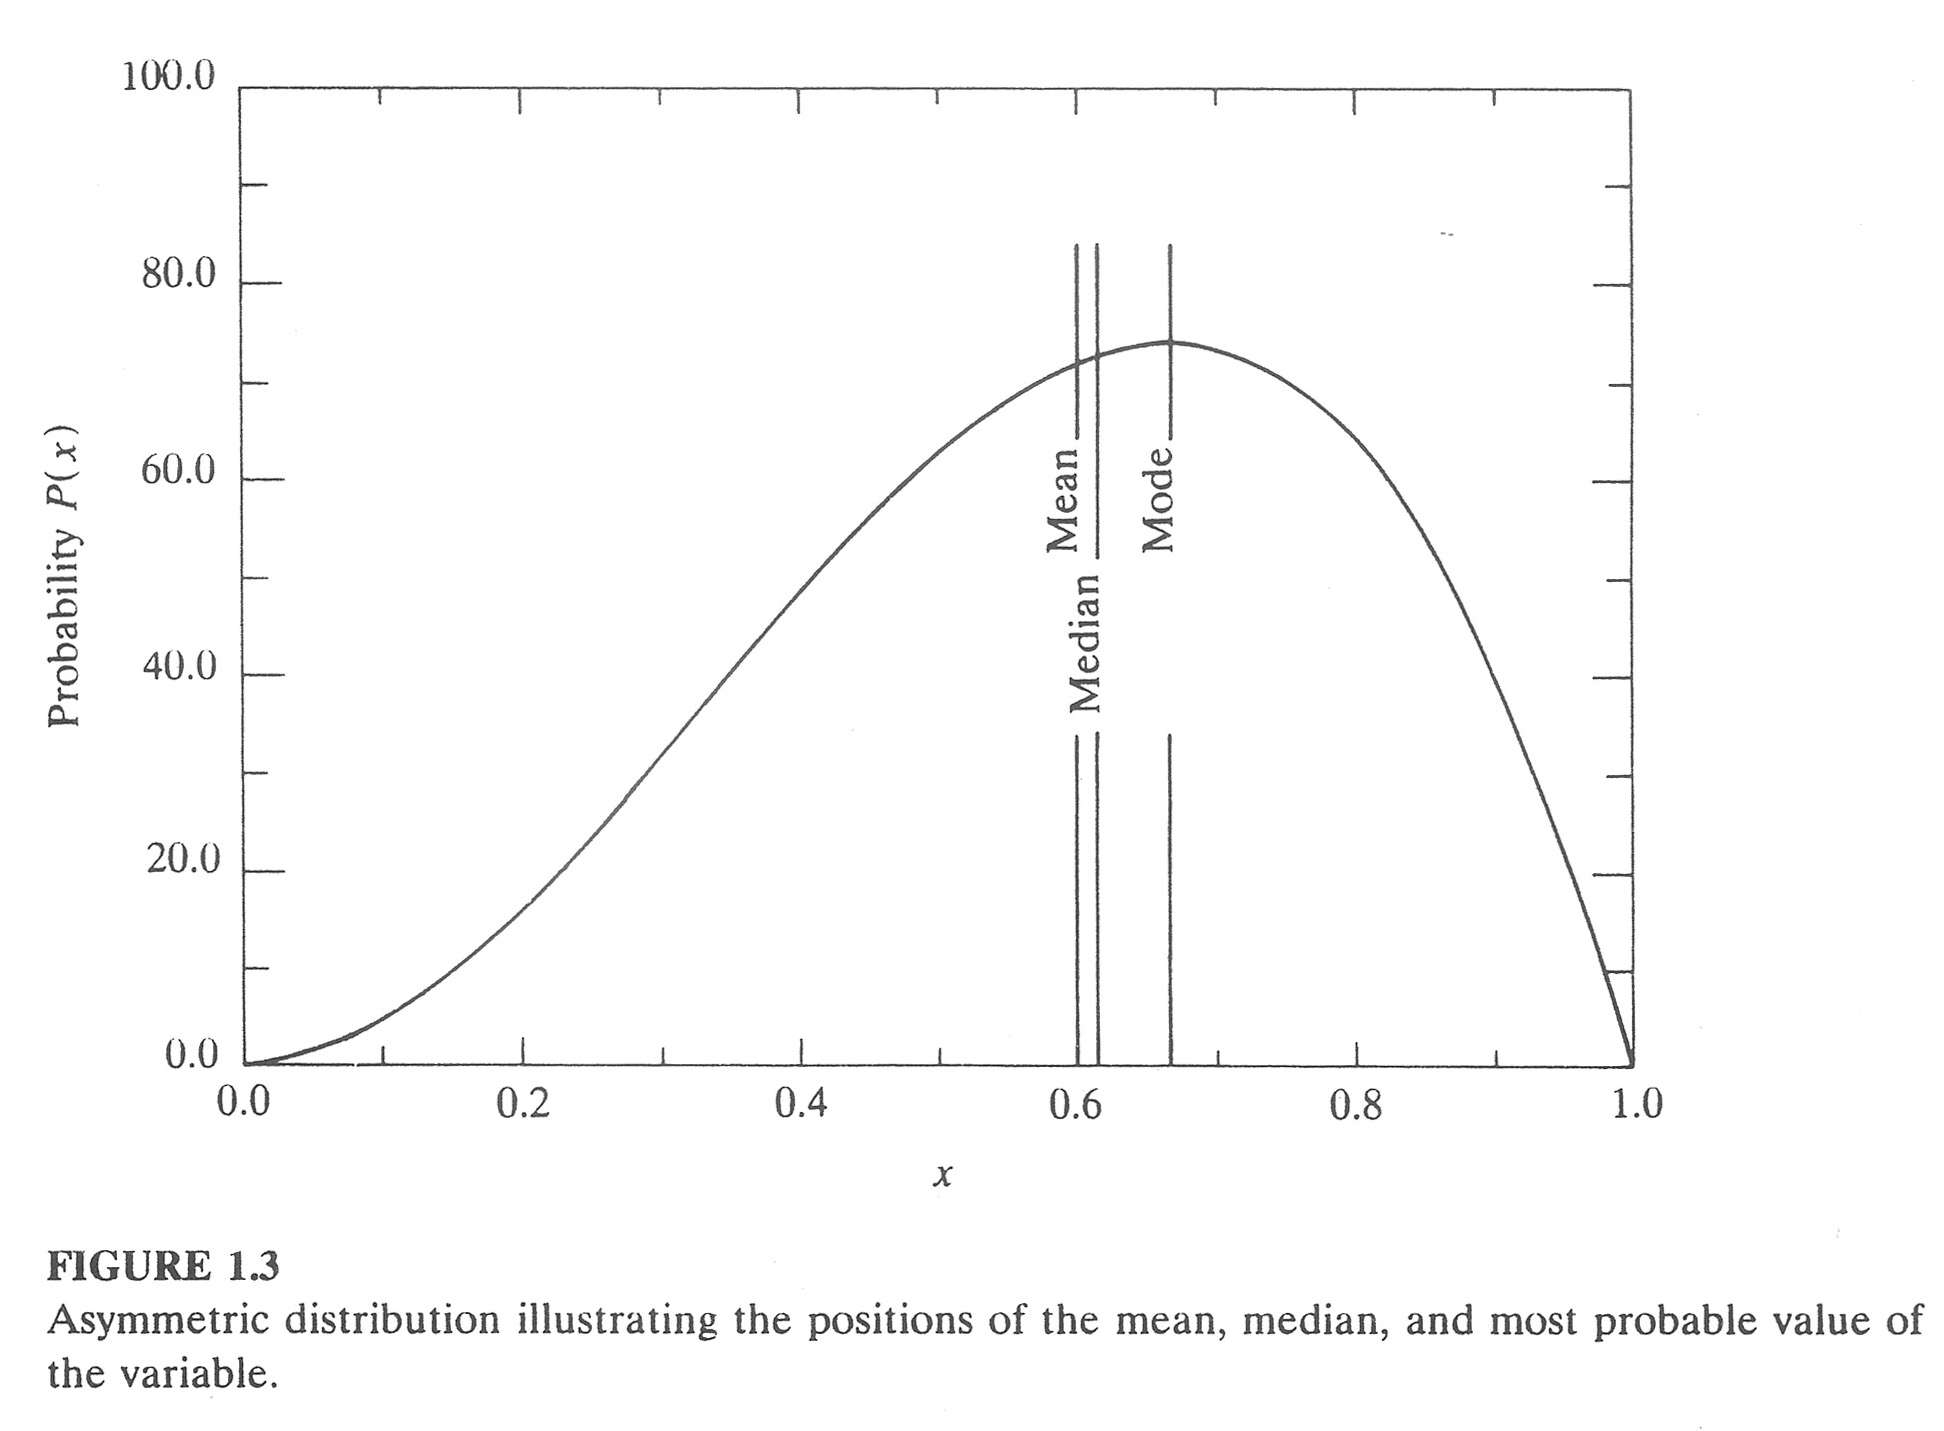 100.0
80.0
60.0
40.0
20.0
0.0
Probability P(x)
Mean
Median
Mode
0.0 0.2 0.4 0.6 0.8 1.0
x
FIGURE 1.3
Asymmetric distribution illustrating the positions of the mean, median, and most probable value of
the variable.